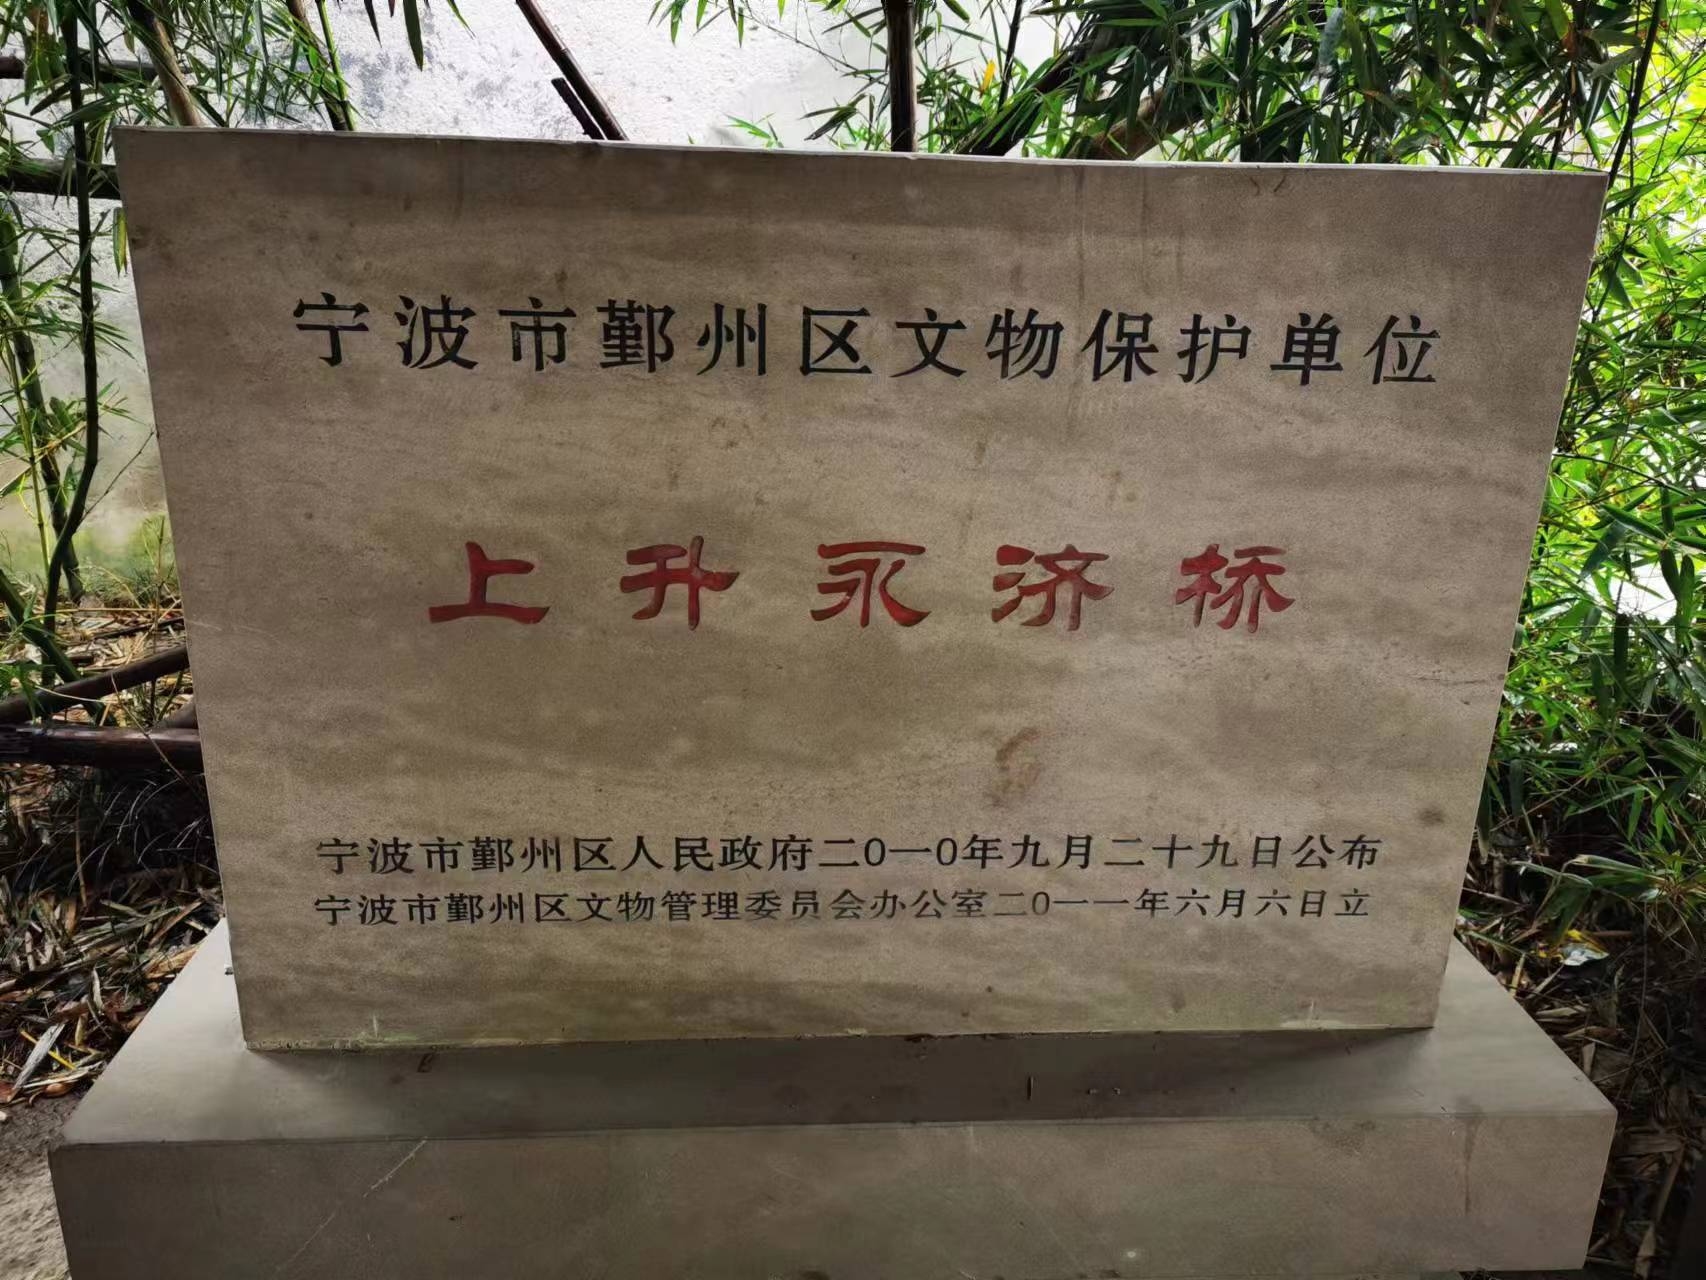 宁波市鄞州区文物保护单位
上升永济桥
宁波市鄞州区人民政府二0一0年九月二十九日公布
宁波市鄞州区文物管理委员会办公室二0一一年六月六日立